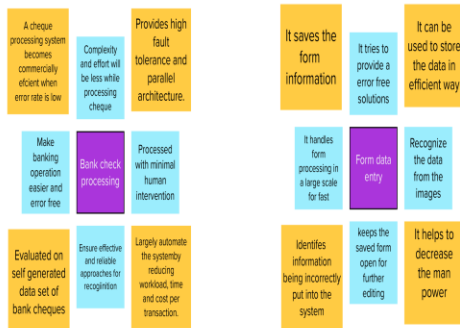 A cheque
processing system
becomes
commercially
efcient when
error rate is low
Complexity
and effort will
be less while
processing
cheque
Provides high
fault
tolerance and
parallel
architecture.
Make
banking
operation
easier and
error free
Bank check
processing
Processed
with minimal
human
intervention
Evaluated on
self generated
data set of
bank cheques
Ensure effective
and reliable
approaches for
recoginition
Largely automate
the systemby
reducing
workload, time
and cost per
transaction.
It saves the
form
information
It tries to
provide a
error free
solutions
It can be
used to store
the data in
efficient way
It handles
form
processing in
a large scale
for fast
Form data
entry
Recognize
the data
from the
images
Identifes
information
being incorrectly
put into the
system
keeps the
saved form
open for
further
editing
It helps to
decrease
the man
power